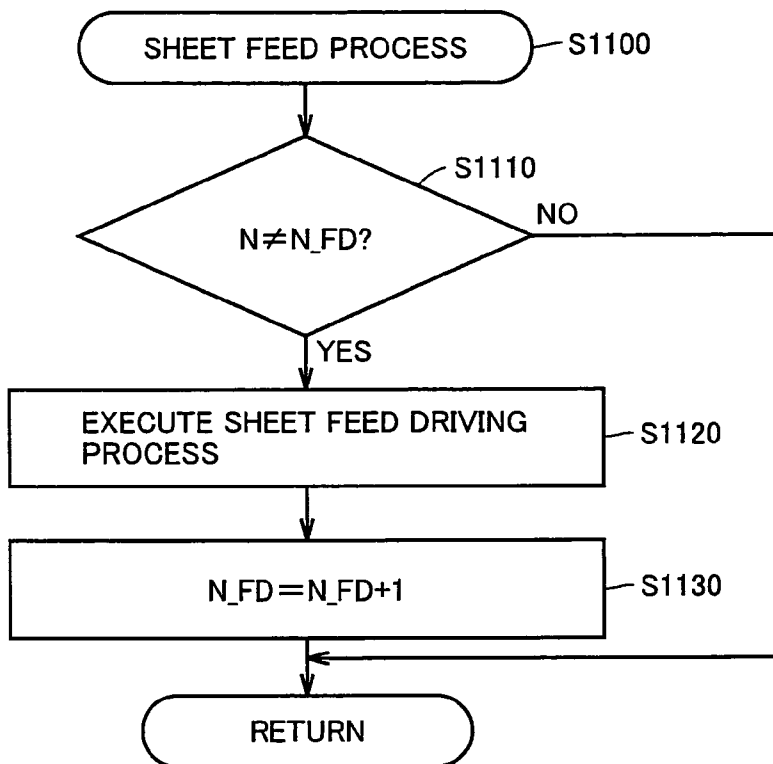 SHEET FEED PROCESS
S1100
S1110
N≠N_FD?
NO
YES
EXECUTE SHEET FEED DRIVING
PROCESS
S1120
N_FD=N_FD+1
S1130
RETURN